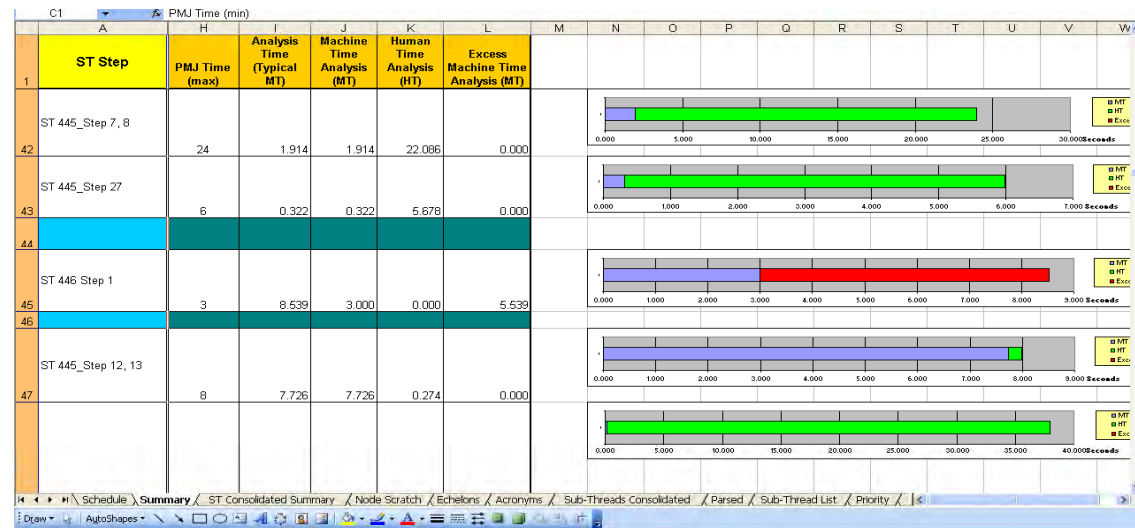 C1 fx PMJ Time (min)
A H I J K L M N O P Q R S T U V W
1 ST Step PMJ Time (max) Analysis Time (Typical MT) Machine Time Analysis (MT) Human Time Analysis (HT) Excess Machine Time Analysis (MT)
42 ST 445_Step 7, 8 24 1.914 1.914 22.086 0.000
MT
HT
Exce
0.000 5.000 10.000 15.000 20.000 25.000 30.000 Seconds
43 ST 445_Step 27 6 0.322 0.322 5.678 0.000
MT
HT
Exce
0.000 1.000 2.000 3.000 4.000 5.000 6.000 7.000 Seconds
44
45 ST 446 Step 1 3 8.539 3.000 0.000 5.539
MT
HT
Exce
0.000 1.000 2.000 3.000 4.000 5.000 6.000 7.000 8.000 9.000 Seconds
46
47 ST 445_Step 12, 13 8 7.726 7.726 0.274 0.000
MT
HT
Exc
0.000 1.000 2.000 3.000 4.000 5.000 6.000 7.000 8.000 9.000 Seconds
MT
HT
Exc
0.000 5.000 10.000 15.000 20.000 25.000 30.000 35.000 40.000 Seconds
Schedule Summary ST Consolidated Summary Node Scratch Echelons Acronyms Sub-Threads Consolidated Parsed Sub-Thread List Priority
Draw AutoShapes